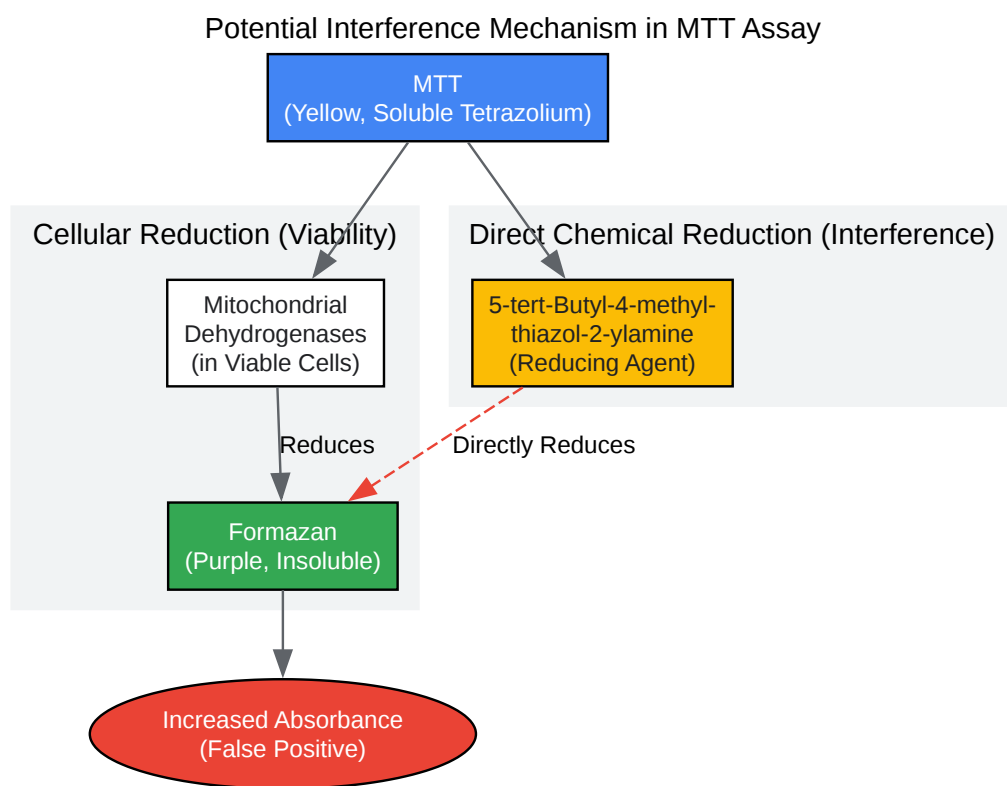 Potential Interference Mechanism in MTT Assay
MTT
(Yellow, Soluble Tetrazolium)
Cellular Reduction (Viability)
Direct Chemical Reduction (Interference)
Mitochondrial
Dehydrogenases
(in Viable Cells)
5-tert-Butyl-4-methyl-
thiazol-2-ylamine
(Reducing Agent)
Reduces
Directly Reduces
Formazan
(Purple, Insoluble)
Increased Absorbance
(False Positive)